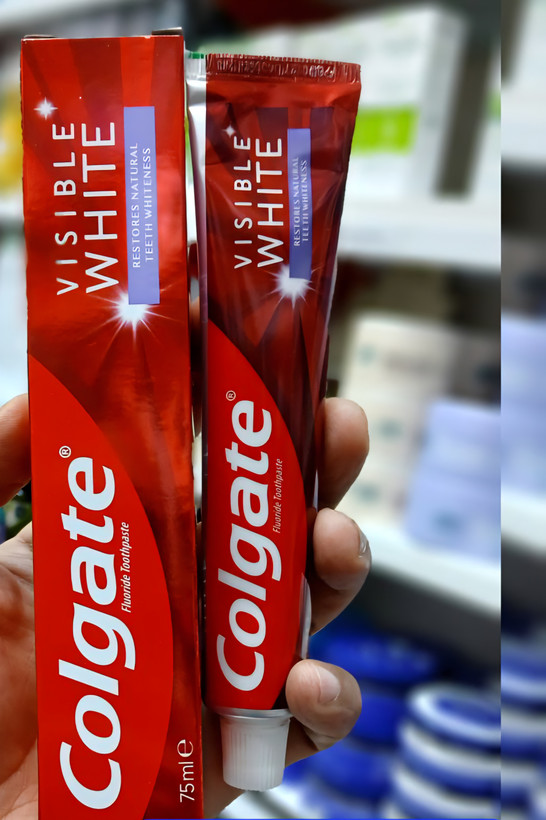 VISIBLE
WHITE
RESTORES NATURAL
TEETH WHITENESS
Colgate®
Fluoride Toothpaste
75ml e
VISIBLE
WHITE
RESTORES NATURAL
TEETH WHITENESS
Colgate®
Fluoride Toothpaste